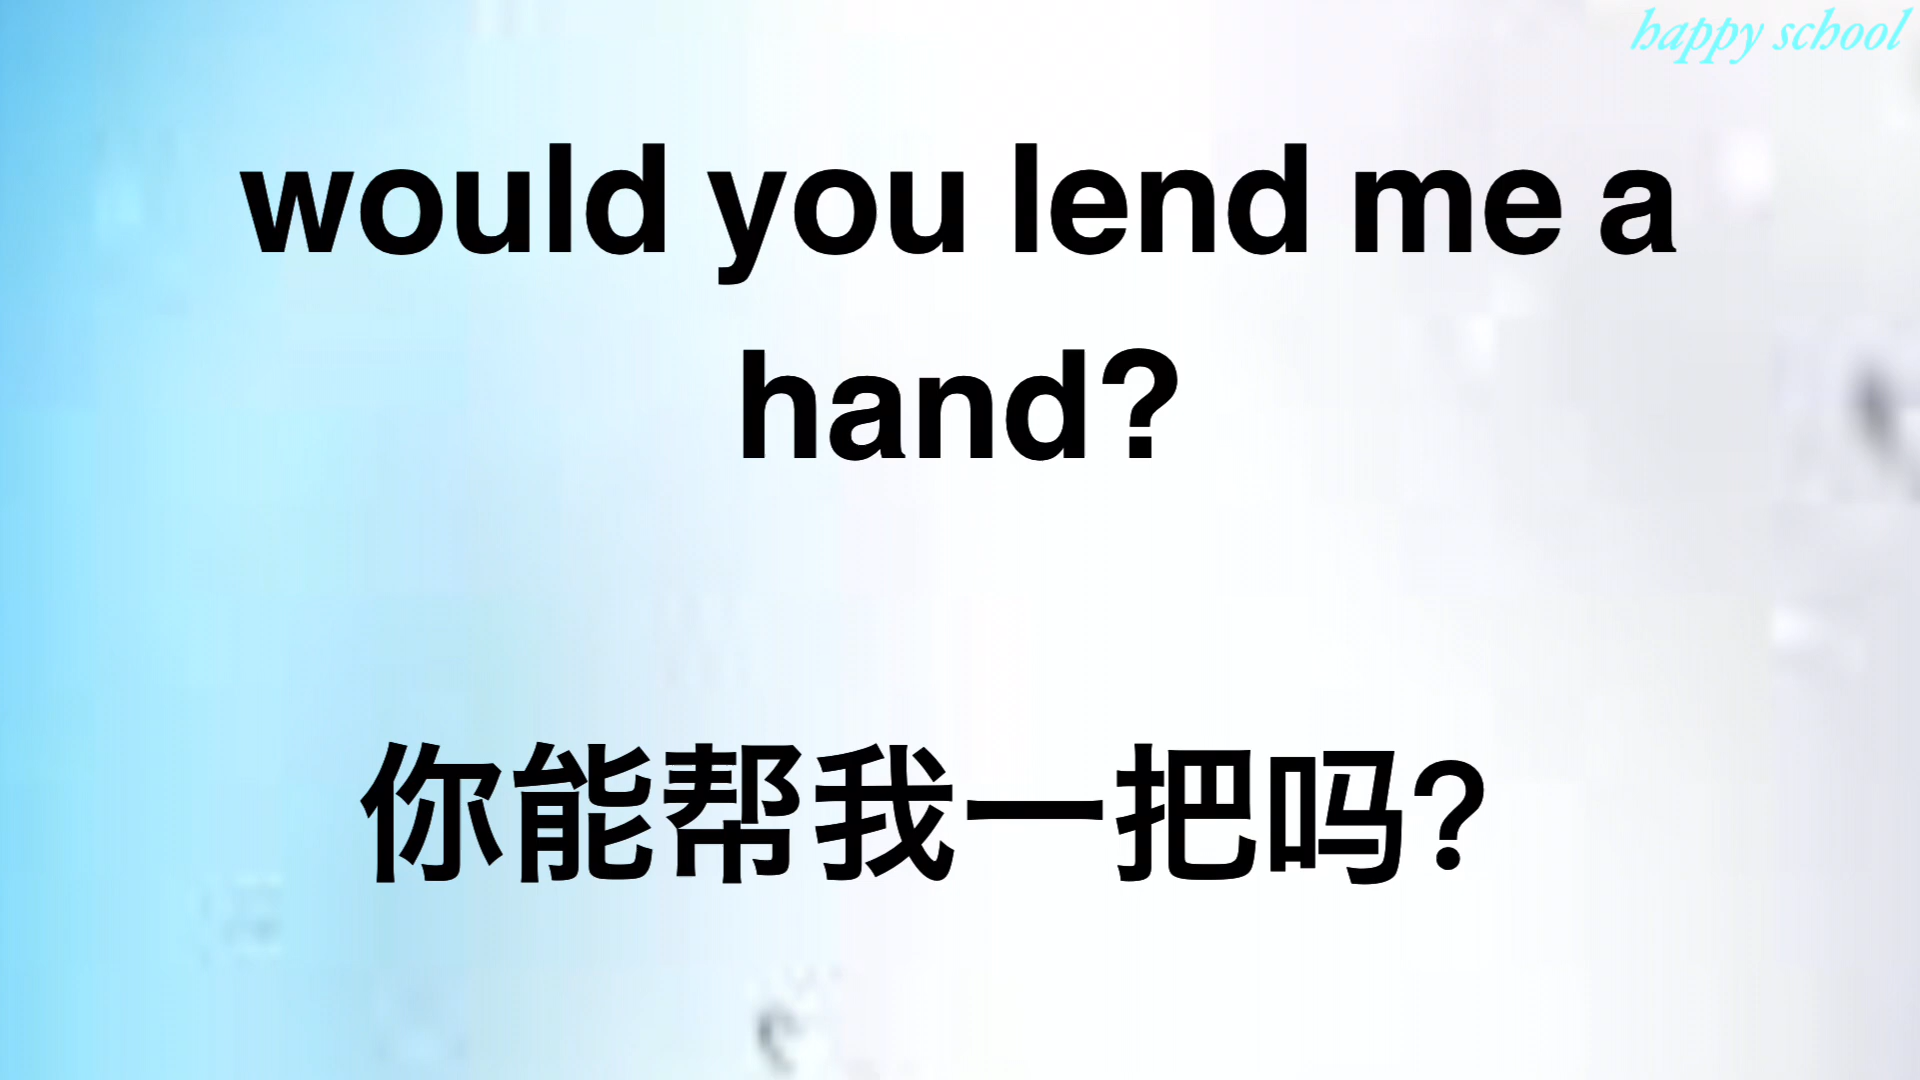 happy school
would you lend me a
hand?
你能帮我一把吗?